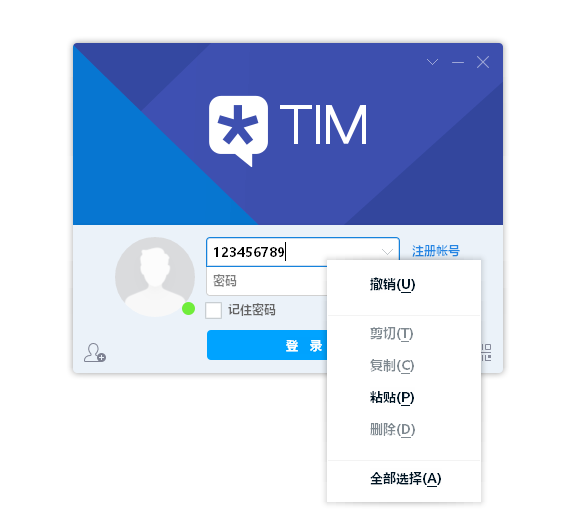 TIM
123456789
注册帐号
密码
记住密码
登 录
撤销(U)
剪切(T)
复制(C)
粘贴(P)
删除(D)
全部选择(A)